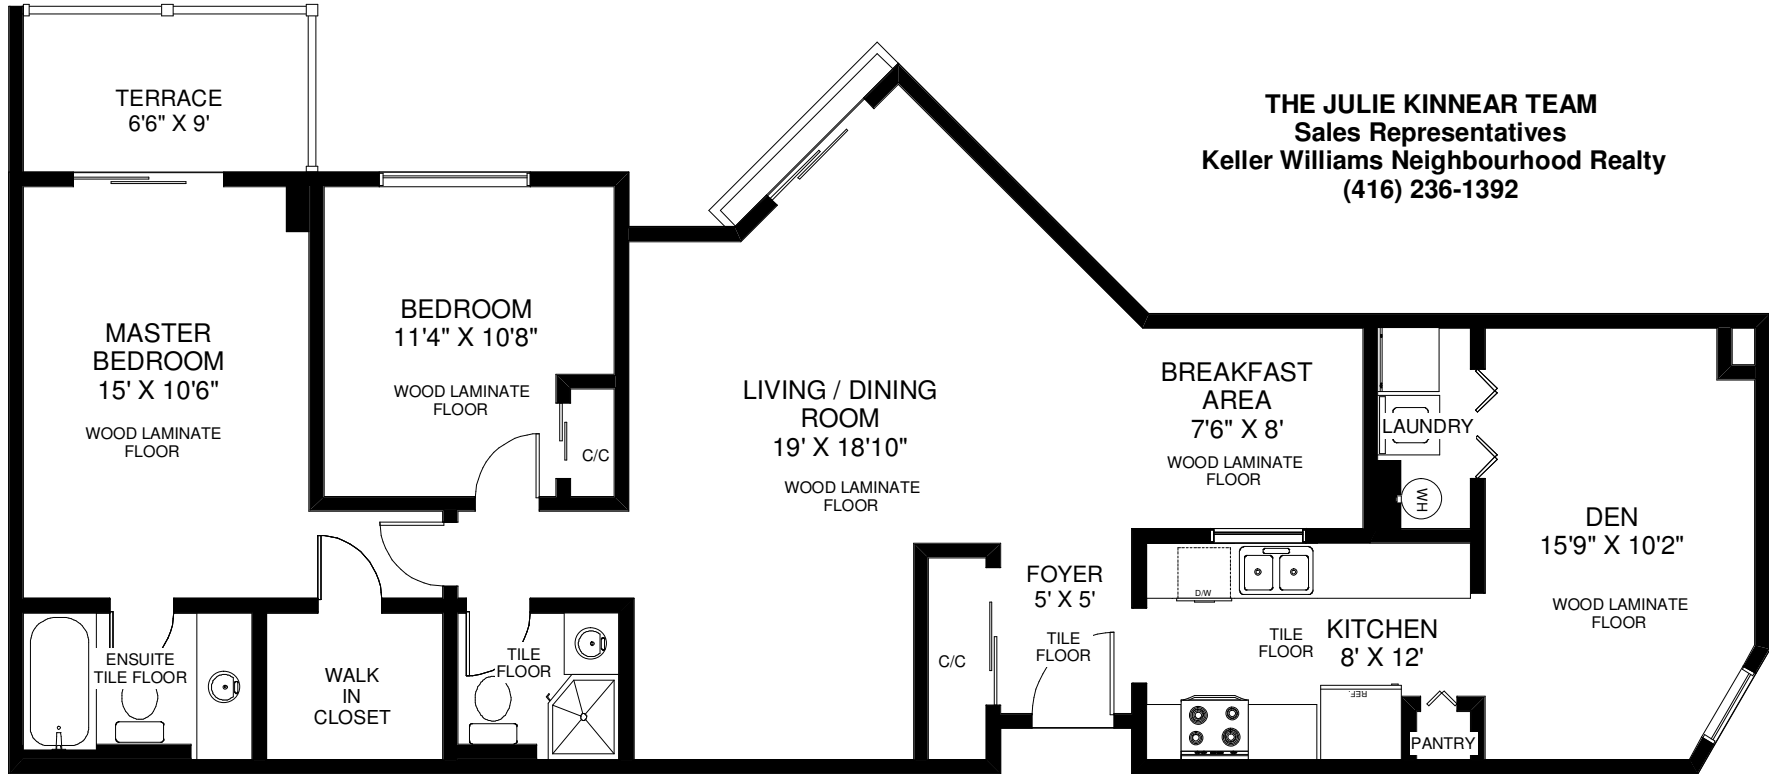 THE JULIE KINNEAR TEAM
Sales Representatives
Keller Williams Neighbourhood Realty
(416) 236-1392
TERRACE
6'6" X 9'
MASTER
BEDROOM
15' X 10'6"
WOOD LAMINATE
FLOOR
BEDROOM
11'4" X 10'8"
WOOD LAMINATE
FLOOR
C/C
LIVING / DINING
ROOM
19' X 18'10"
WOOD LAMINATE
FLOOR
BREAKFAST
AREA
7'6" X 8'
WOOD LAMINATE
FLOOR
LAUNDRY
WH
DEN
15'9" X 10'2"
WOOD LAMINATE
FLOOR
ENSUITE
TILE FLOOR
WALK
IN
CLOSET
TILE
FLOOR
C/C
FOYER
5' X 5'
TILE
FLOOR
D/W
TILE
FLOOR
KITCHEN
8' X 12'
REF.
PANTRY